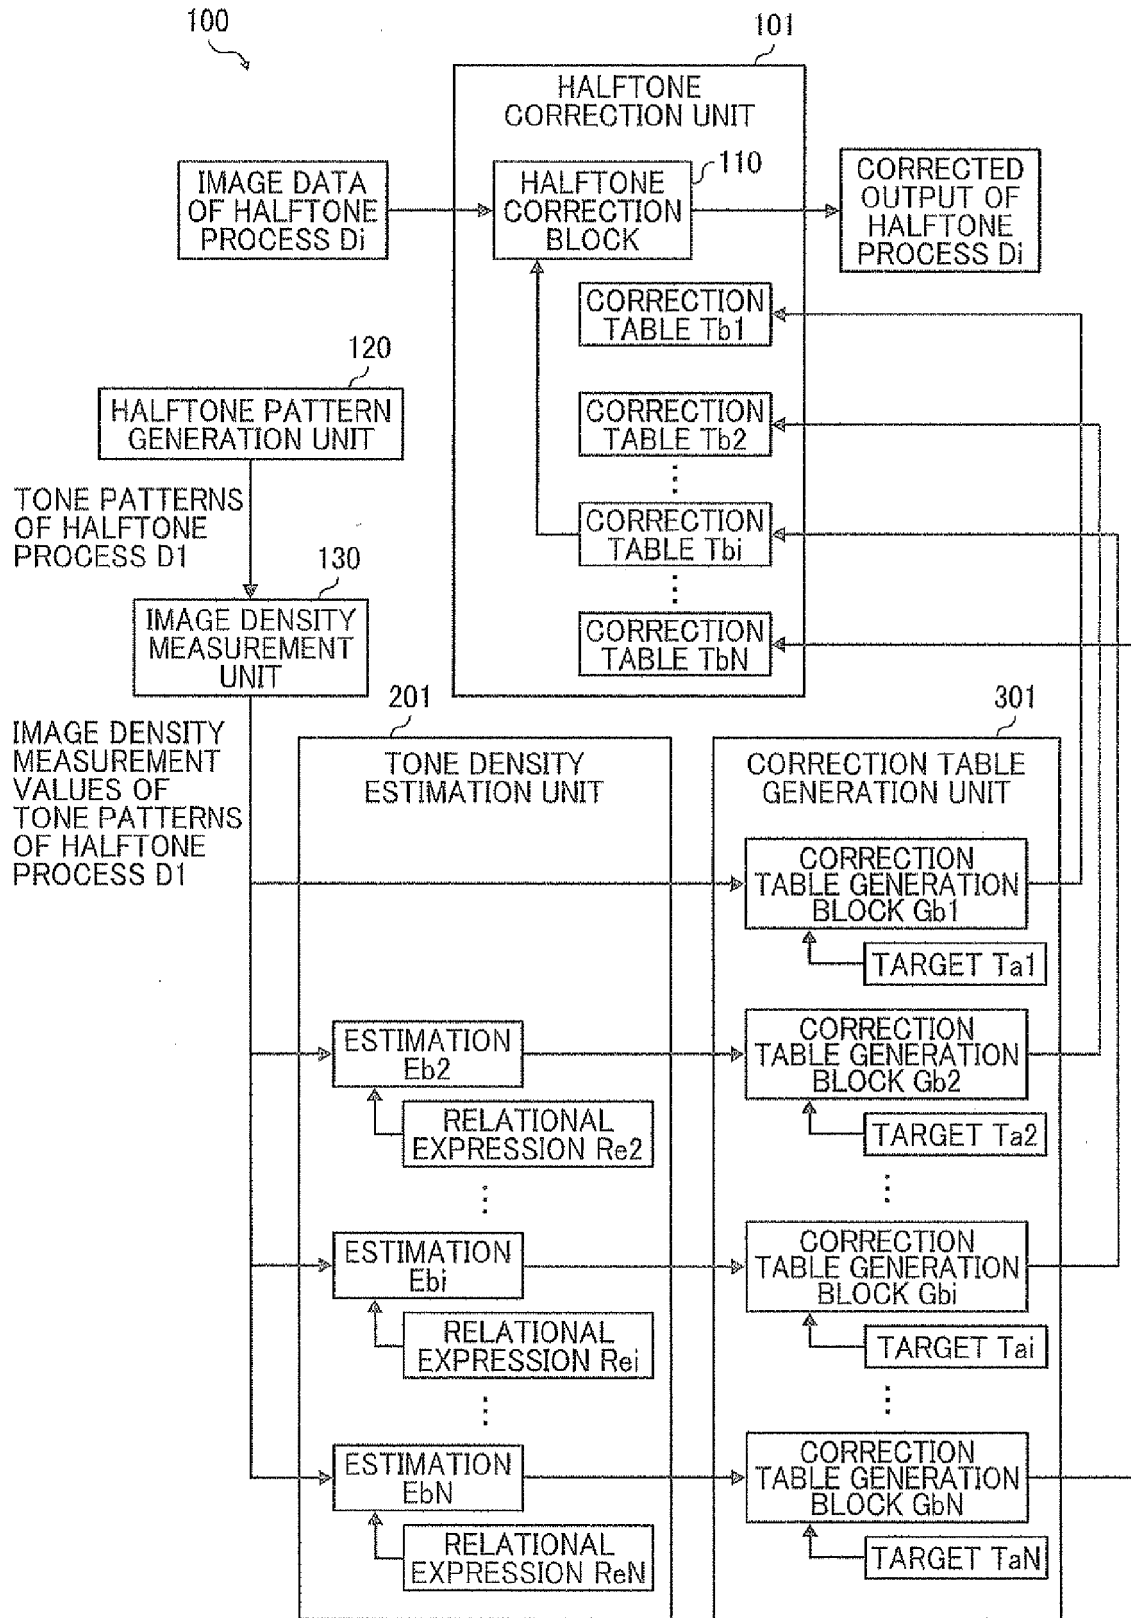 100
101
HALFTONE
CORRECTION UNIT
110
IMAGE DATA
OF HALFTONE
PROCESS Di
HALFTONE
CORRECTION
BLOCK
CORRECTED
OUTPUT OF
HALFTONE
PROCESS Di
CORRECTION
TABLE Tb1
120
HALFTONE PATTERN
GENERATION UNIT
CORRECTION
TABLE Tb2
⋮
TONE PATTERNS
OF HALFTONE
PROCESS D1
CORRECTION
TABLE Tbi
⋮
130
IMAGE DENSITY
MEASUREMENT
UNIT
CORRECTION
TABLE TbN
IMAGE DENSITY
MEASUREMENT
VALUES OF
TONE PATTERNS
OF HALFTONE
PROCESS D1
201
TONE DENSITY
ESTIMATION UNIT
301
CORRECTION TABLE
GENERATION UNIT
CORRECTION
TABLE GENERATION
BLOCK Gb1
TARGET Ta1
ESTIMATION
Eb2
RELATIONAL
EXPRESSION Re2
⋮
CORRECTION
TABLE GENERATION
BLOCK Gb2
TARGET Ta2
⋮
ESTIMATION
Ebi
RELATIONAL
EXPRESSION Rei
⋮
CORRECTION
TABLE GENERATION
BLOCK Gbi
TARGET Tai
⋮
ESTIMATION
EbN
RELATIONAL
EXPRESSION ReN
CORRECTION
TABLE GENERATION
BLOCK GbN
TARGET TaN